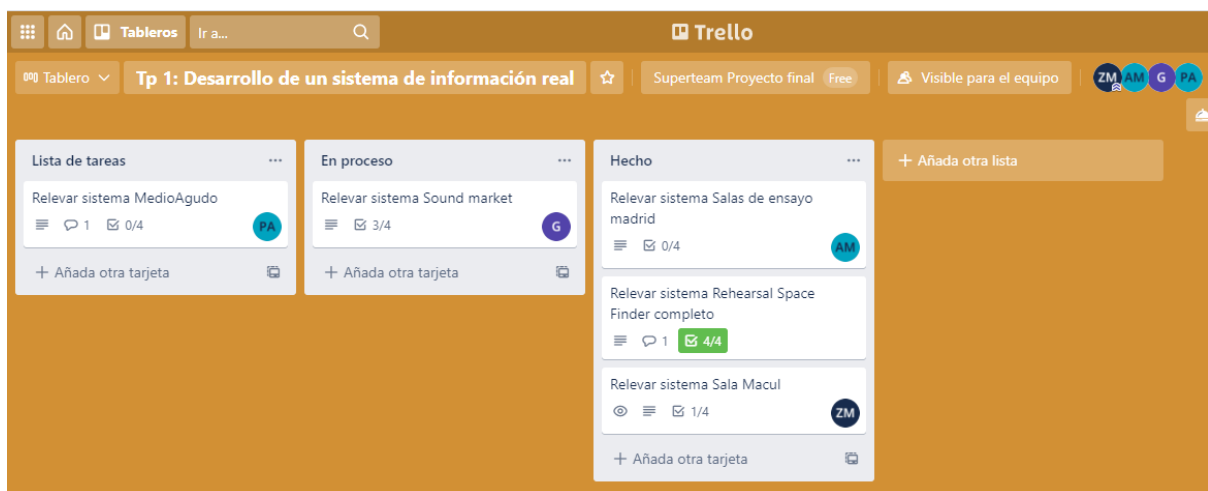 Tableros
Ir a...
Trello
Tablero
Tp 1: Desarrollo de un sistema de información real
Superteam Proyecto final
Free
Visible para el equipo
ZM
AM
G
PA
Lista de tareas
Relevar sistema MedioAgudo
1
0/4
PA
+ Añada otra tarjeta
En proceso
Relevar sistema Sound market
3/4
G
+ Añada otra tarjeta
Hecho
Relevar sistema Salas de ensayo
madrid
0/4
AM
Relevar sistema Rehearsal Space
Finder completo
1
4/4
Relevar sistema Sala Macul
1/4
ZM
+ Añada otra tarjeta
+ Añada otra lista